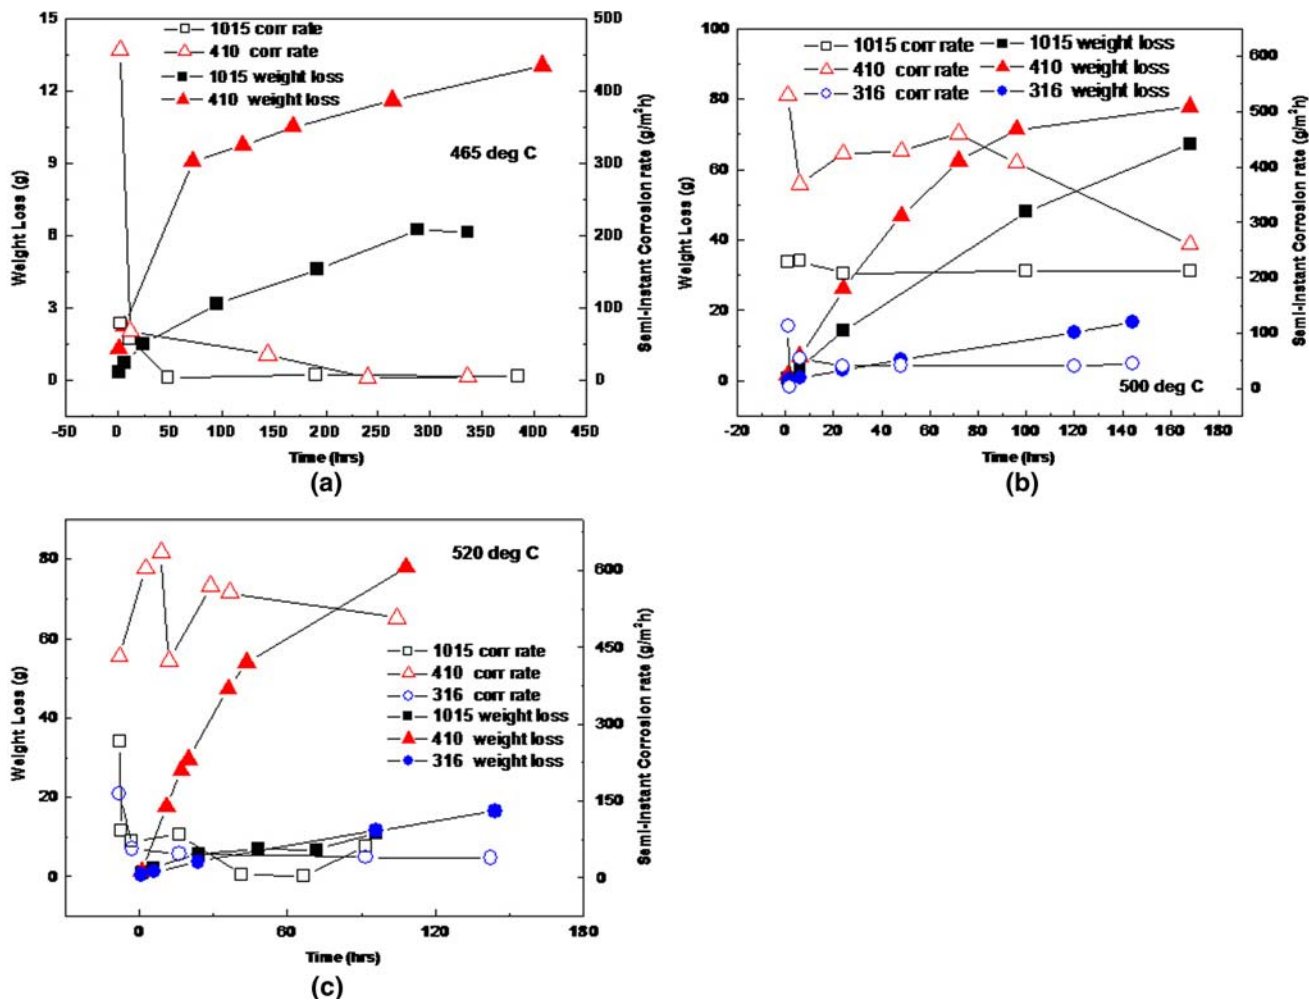 15
12
9
6
3
0
Weight Loss (g)
1015 corr rate
410 corr rate
1015 weight loss
410 weight loss
465 deg C
500
400
300
200
100
0
Semi-Instant Corrosion rate (g/m²h)
-50 0 50 100 150 200 250 300 350 400 450
Time (hrs)
(a)
100
80
60
40
20
0
Weight Loss (g)
1015 corr rate 1015 weight loss
410 corr rate 410 weight loss
316 corr rate 316 weight loss
500 deg C
600
500
400
300
200
100
0
Semi-Instant Corrosion rate (g/m²h)
-20 0 20 40 60 80 100 120 140 160 180
Time (hrs)
(b)
80
60
40
20
0
Weight Loss (g)
520 deg C
1015 corr rate
410 corr rate
316 corr rate
1015 weight loss
410 weight loss
316 weight loss
600
450
300
150
0
Semi-Instant Corrosion rate (g/m²h)
0 60 120 180
Time (hrs)
(c)